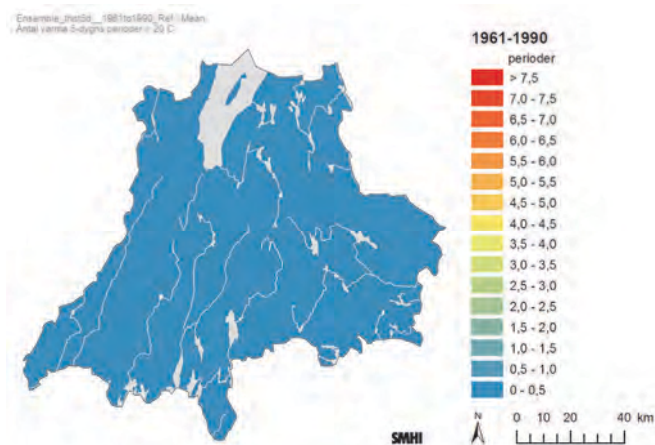 Antal varma 5-dygns perioder > 20 C
1961-1990
perioder
> 7,5
7,0 - 7,5
6,5 - 7,0
6,0 - 6,5
5,5 - 6,0
5,0 - 5,5
4,5 - 5,0
4,0 - 4,5
3,5 - 4,0
3,0 - 3,5
2,5 - 3,0
2,0 - 2,5
1,5 - 2,0
1,0 - 1,5
0,5 - 1,0
0 - 0,5
SMHI
N
0 10 20 40 km